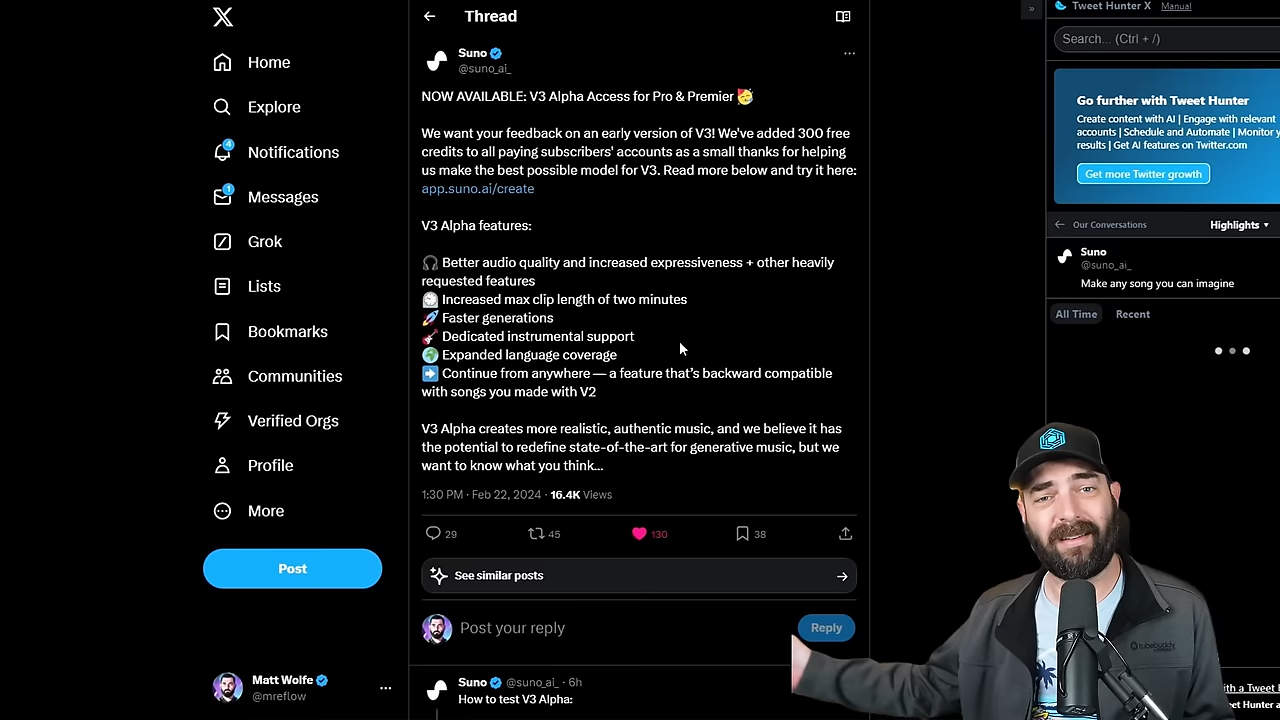 Home
Explore
4
Notifications
1
Messages
Grok
Lists
Bookmarks
Communities
Verified Orgs
Profile
More
Post
Matt Wolfe
@mreflow
Thread
Suno
@suno_ai_
NOW AVAILABLE: V3 Alpha Access for Pro & Premier 🥳
We want your feedback on an early version of V3! We've added 300 free
credits to all paying subscribers' accounts as a small thanks for helping
us make the best possible model for V3. Read more below and try it here:
app.suno.ai/create
V3 Alpha features:
🎧 Better audio quality and increased expressiveness + other heavily
requested features
🕰️ Increased max clip length of two minutes
🚀 Faster generations
🎸 Dedicated instrumental support
🌍 Expanded language coverage
➡️ Continue from anywhere — a feature that's backward compatible
with songs you made with V2
V3 Alpha creates more realistic, authentic music, and we believe it has
the potential to redefine state-of-the-art for generative music, but we
want to know what you think...
1:30 PM · Feb 22, 2024 · 16.4K Views
29 45 130 38
See similar posts
Post your reply
Reply
Suno @suno_ai_ · 6h
How to test V3 Alpha:
»
Tweet Hunter X Manual
Search... (Ctrl + /)
Go further with Tweet Hunter
Create content with AI | Engage with relevant
accounts | Schedule and Automate | Monitor
results | Get AI features on Twitter.com
Get more Twitter growth
Our Conversations
Highlights
Suno
@suno_ai_
Make any song you can imagine
All Time Recent
tubebuddy
with a Tweet
Hunter